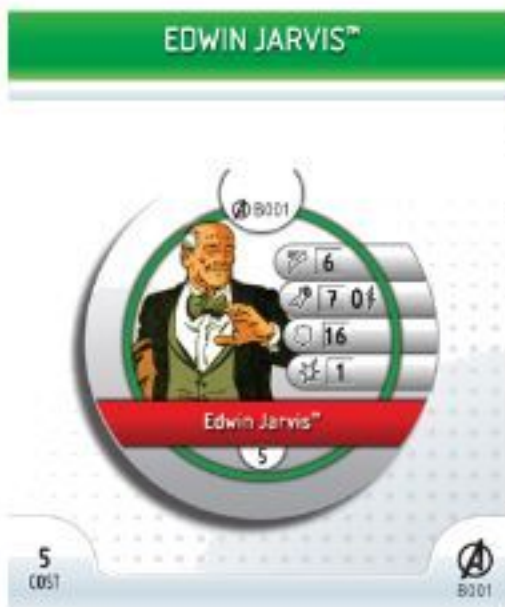 EDWIN JARVIS™
B001
6
7 0
16
1
Edwin Jarvis™
5
5
COST
B001